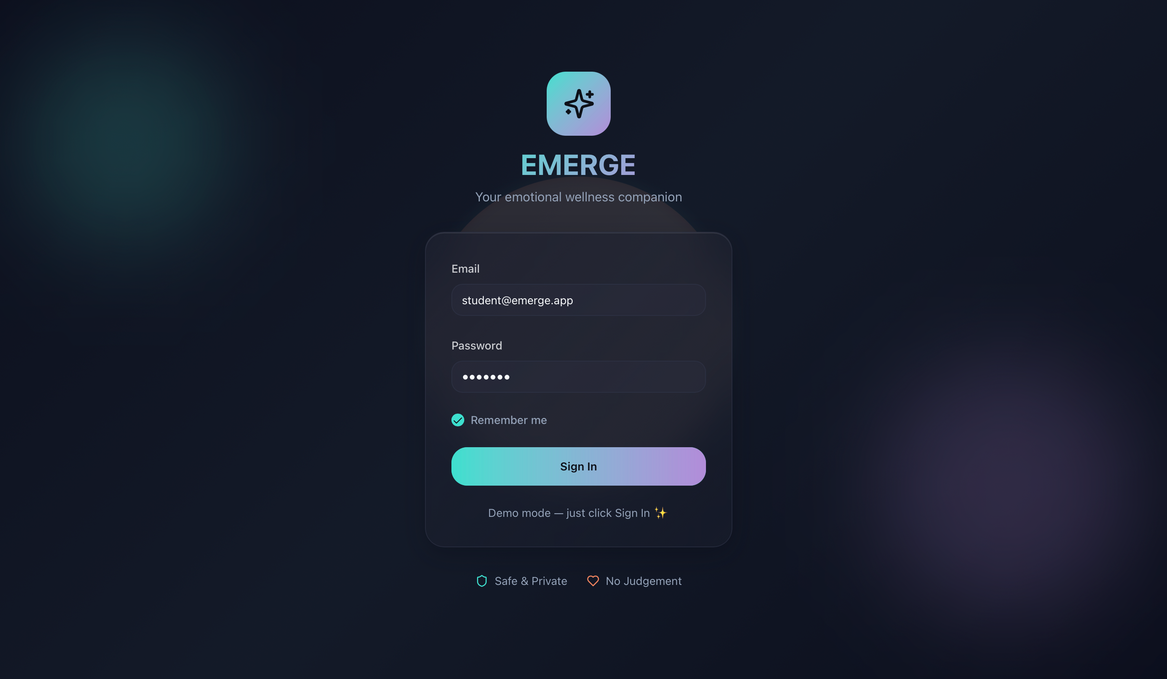 EMERGE
Your emotional wellness companion
Email
student@emerge.app
Password
•••••••
Remember me
Sign In
Demo mode — just click Sign In ✨
Safe & Private
No Judgement